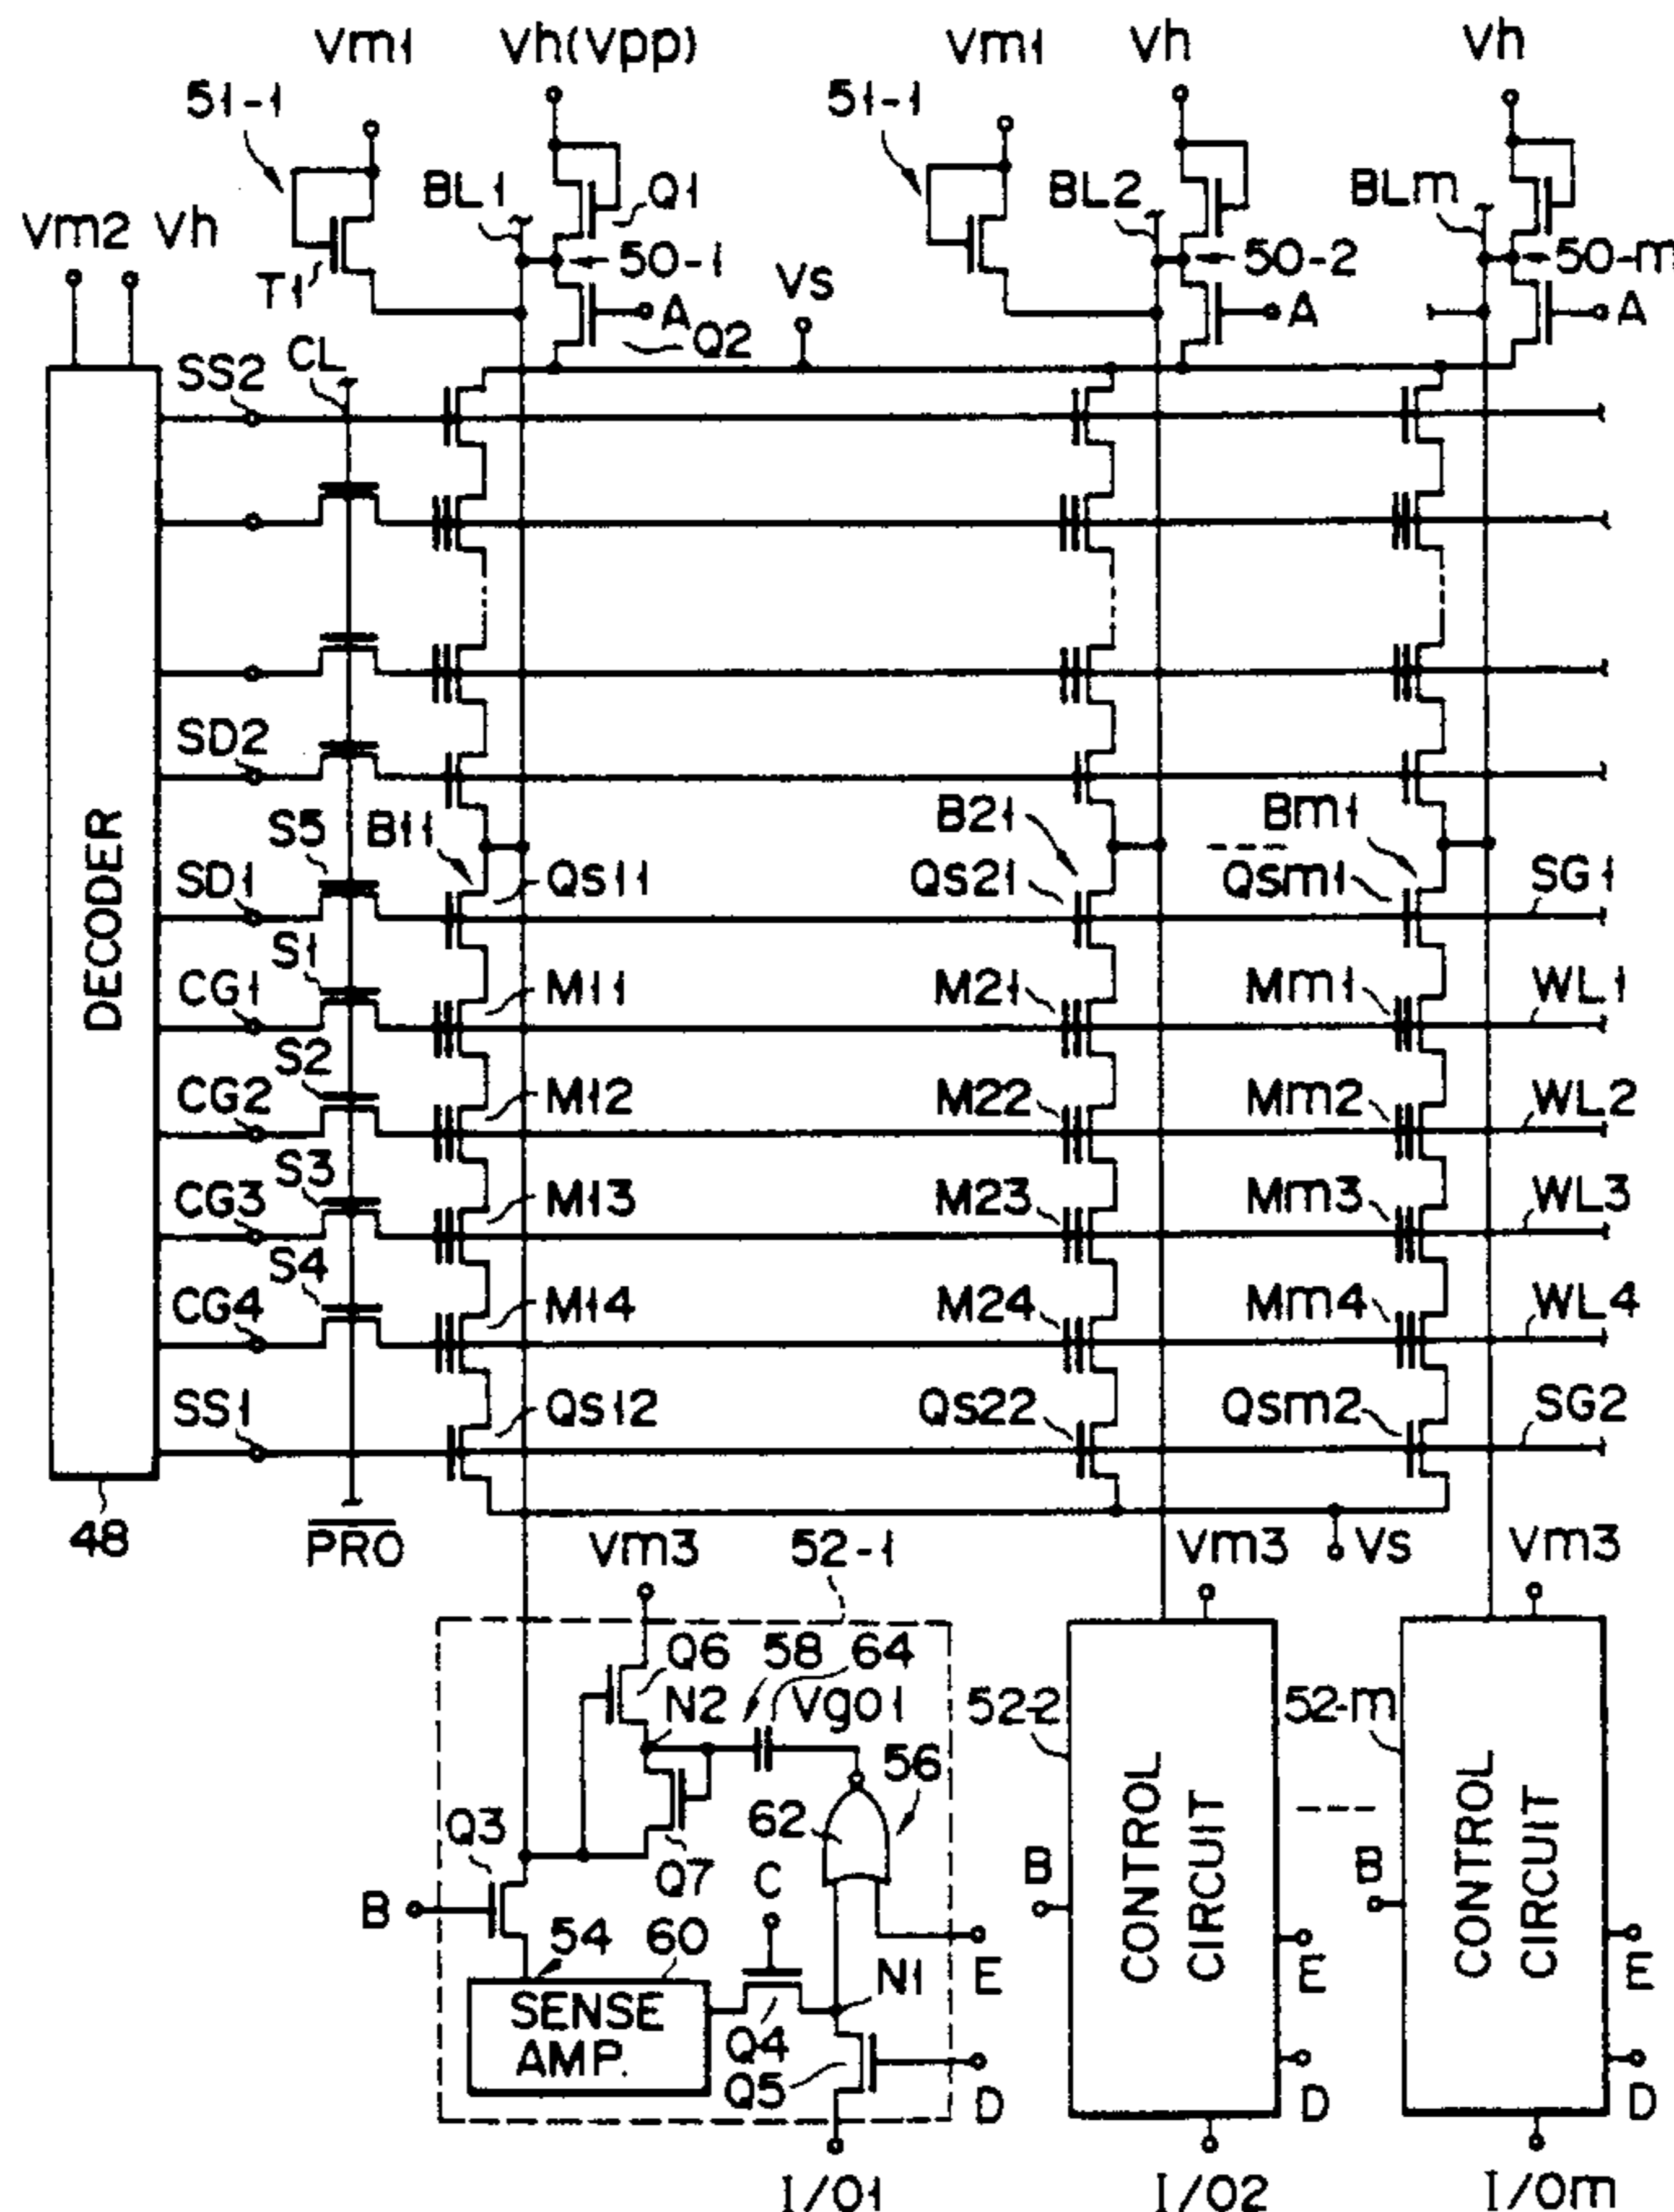 Vm1 Vh(Vpp) Vm1 Vh Vh
51-1 51-1
BL1 Q1 BL2 BLm
Vm2 Vh
T1 50-1 50-2 50-m
Vs
A Q2 A A
SS2 CL
SD2
S5 B11 B21 Bm1
SD1 Qs11 Qs21 Qsm1 SG1
S1
CG1 M11 M21 Mm1 WL1
S2
CG2 M12 M22 Mm2 WL2
S3
CG3 M13 M23 Mm3 WL3
S4
CG4 M14 M24 Mm4 WL4
SS1 Qs12 Qs22 Qsm2 SG2
DECODER
48 PRO Vm3 52-1 Vm3 Vs Vm3
Q6 58 64
N2 Vg01 52-2 52-m
56
Q3 62
Q7 C
B B B
CONTROL CIRCUIT CONTROL CIRCUIT
54 60 N1 E E E
SENSE AMP. Q4
Q5 D D D
I/O1 I/O2 I/Om